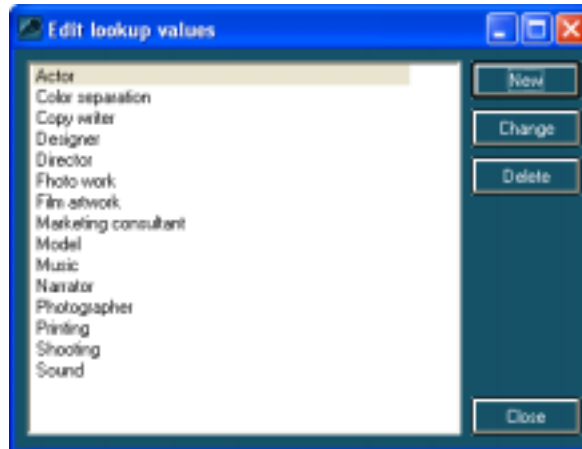 Edit lookup values
Actor
New
Color separation
Copy writer
Change
Designer
Director
Fhoto work
Delete
Film artwork
Marketing consultant
Model
Music
Narrator
Photographer
Printing
Shooting
Sound
Close